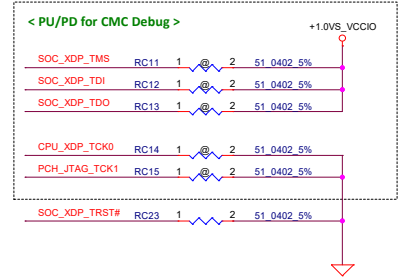 < PU/PD for CMC Debug >
+1.0VS_VCCIO
SOC_XDP_TMS RC11 1 @ 2 51_0402_5%
SOC_XDP_TDI RC12 1 @ 2 51_0402_5%
SOC_XDP_TDO RC13 1 @ 2 51_0402_5%
CPU_XDP_TCK0 RC14 1 @ 2 51_0402_5%
PCH_JTAG_TCK1 RC15 1 @ 2 51_0402_5%
SOC_XDP_TRST# RC23 1 2 51_0402_5%